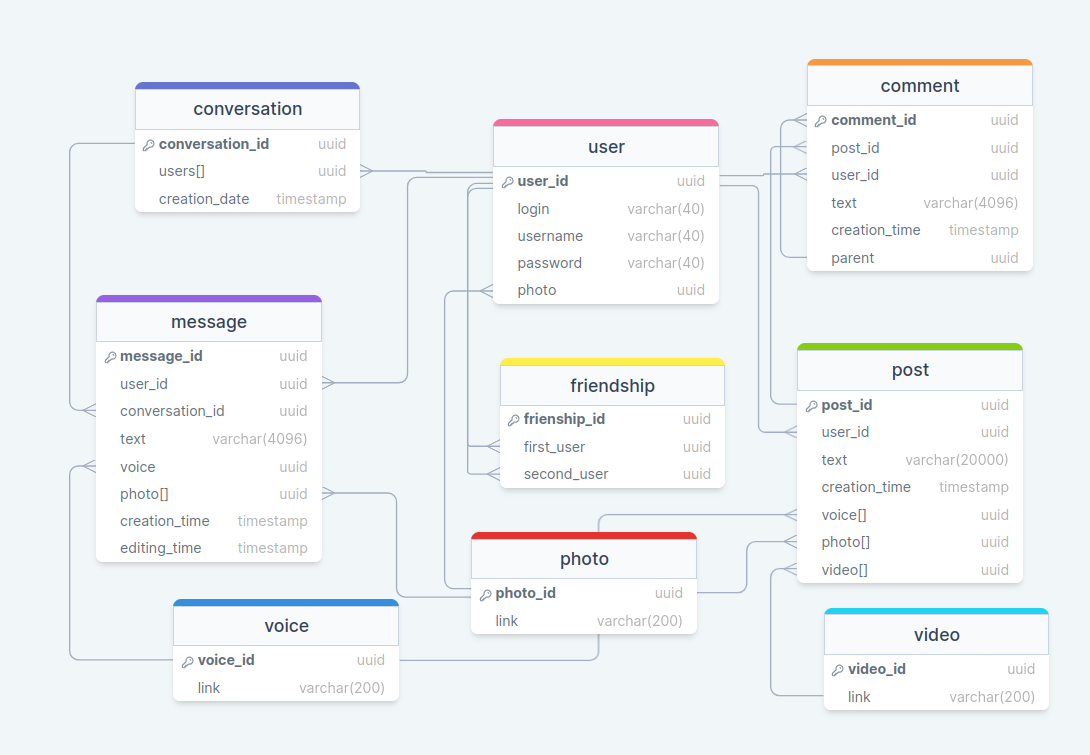 conversation
conversation_id uuid
users[] uuid
creation_date timestamp
user
user_id uuid
login varchar(40)
username varchar(40)
password varchar(40)
photo uuid
comment
comment_id uuid
post_id uuid
user_id uuid
text varchar(4096)
creation_time timestamp
parent uuid
message
message_id uuid
user_id uuid
conversation_id uuid
text varchar(4096)
voice uuid
photo[] uuid
creation_time timestamp
editing_time timestamp
friendship
frienship_id uuid
first_user uuid
second_user uuid
post
post_id uuid
user_id uuid
text varchar(20000)
creation_time timestamp
voice[] uuid
photo[] uuid
video[] uuid
photo
photo_id uuid
link varchar(200)
voice
voice_id uuid
link varchar(200)
video
video_id uuid
link varchar(200)